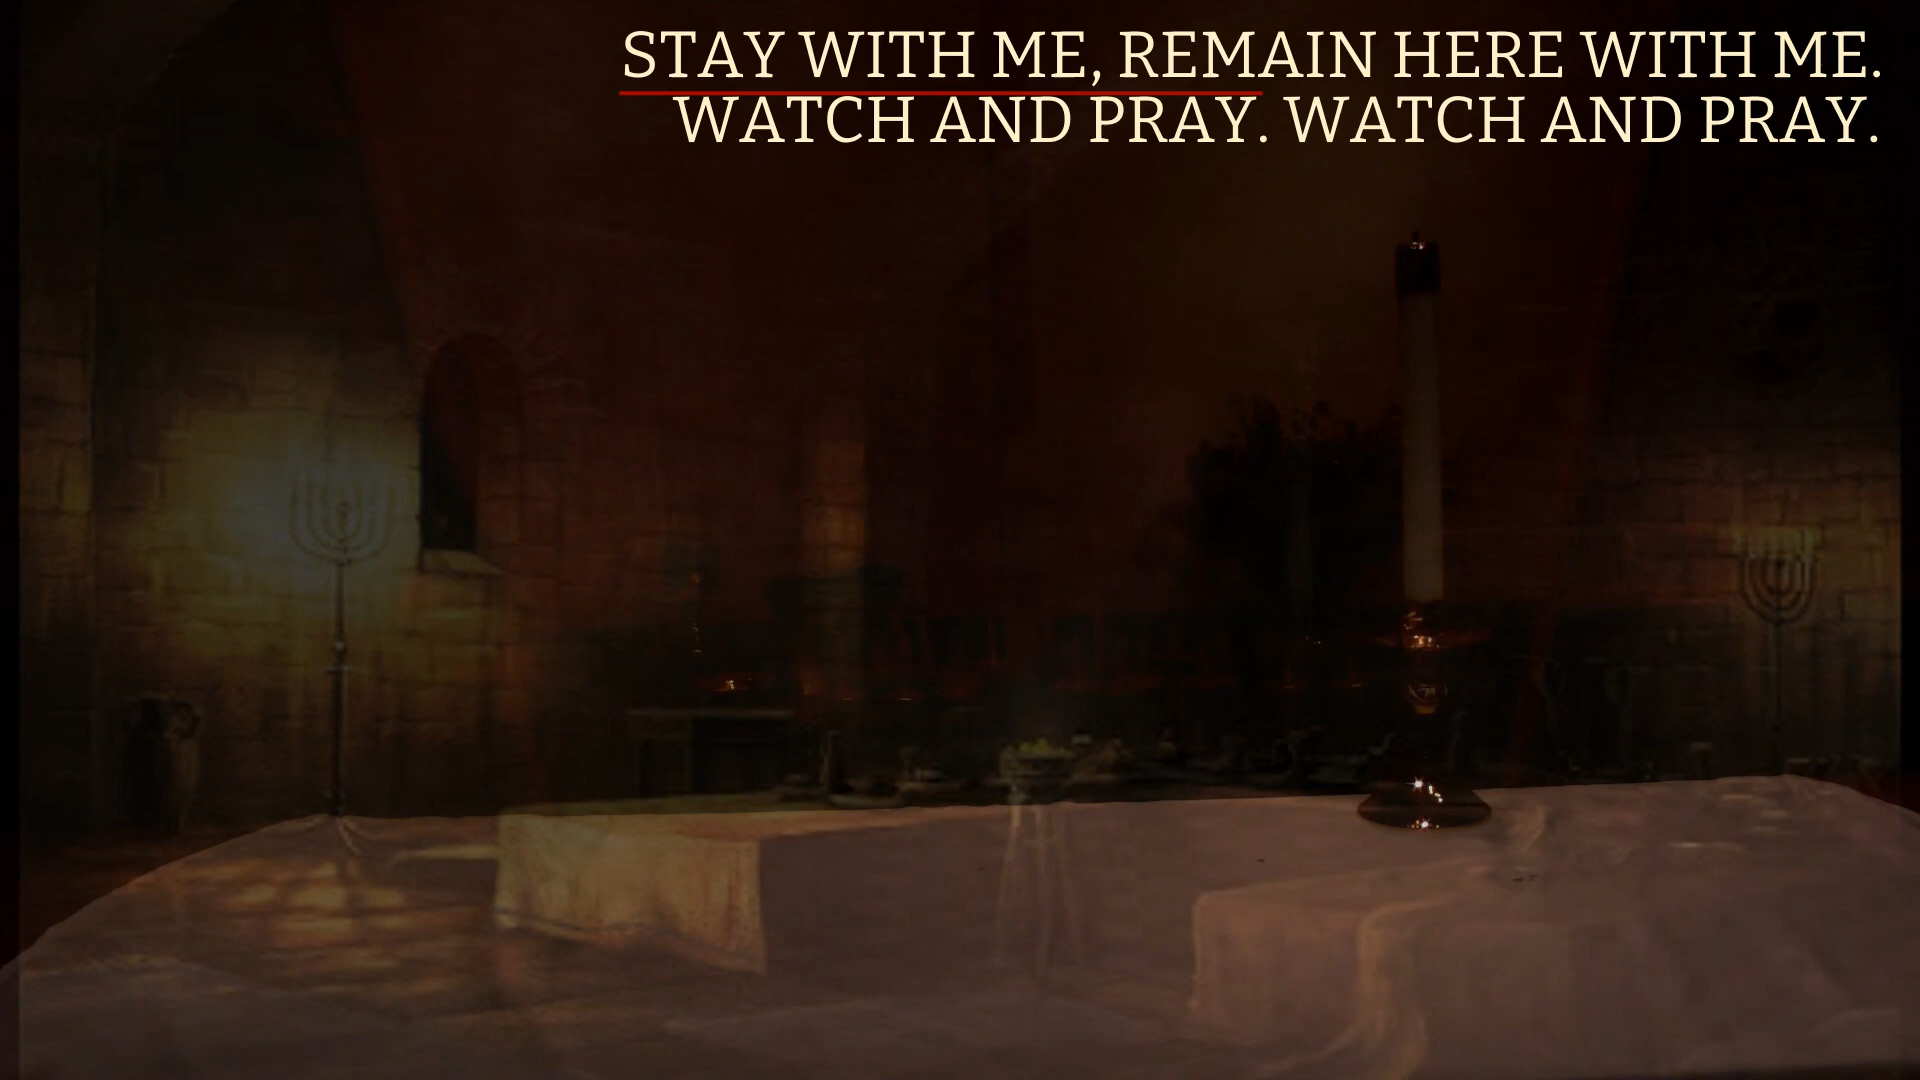 STAY WITH ME, REMAIN HERE WITH ME.
WATCH AND PRAY. WATCH AND PRAY.